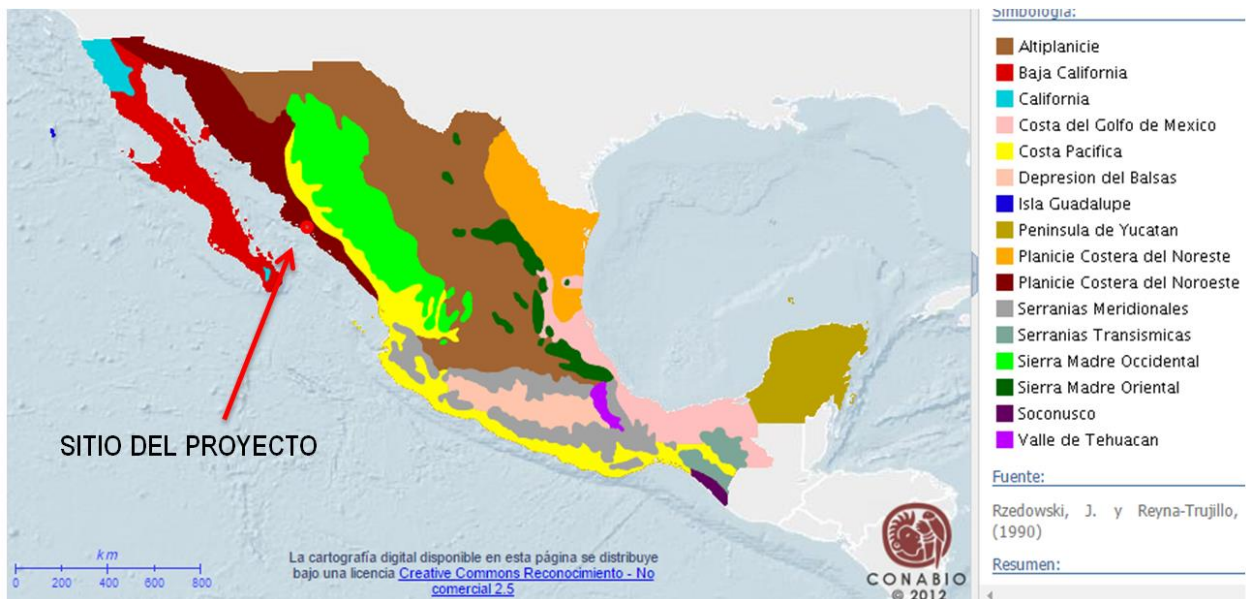 Simbología:
Altiplanicie
Baja California
California
Costa del Golfo de Mexico
Costa Pacifica
Depresion del Balsas
Isla Guadalupe
Peninsula de Yucatan
Planicie Costera del Noreste
Planicie Costera del Noroeste
Serranias Meridionales
Serranias Transismicas
Sierra Madre Occidental
Sierra Madre Oriental
Soconusco
Valle de Tehuacan
Fuente:
Rzedowski, J. y Reyna-Trujillo,
(1990)
Resumen:
SITIO DEL PROYECTO
km
0 200 400 600 800
La cartografía digital disponible en esta página se distribuye
bajo una licencia Creative Commons Reconocimiento - No
comercial 2.5
CONABIO
© 2012